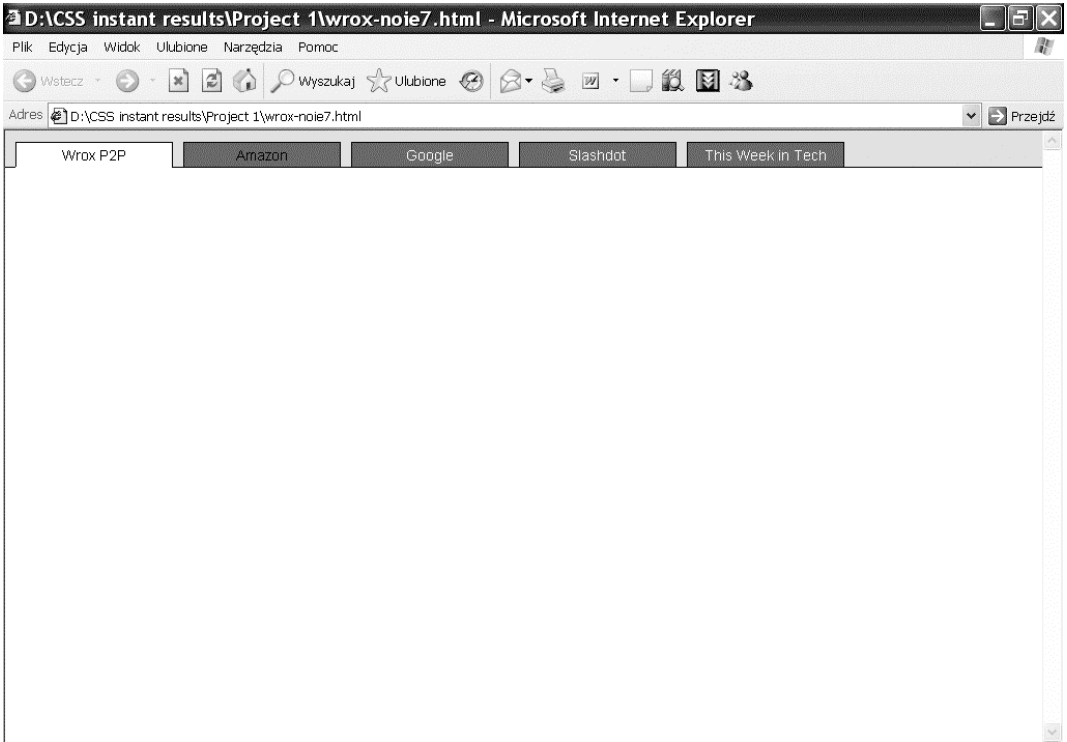 D:\CSS instant results\Project 1\wrox-noie7.html - Microsoft Internet Explorer
Plik Edycja Widok Ulubione Narzędzia Pomoc
Wstecz Wyszukaj Ulubione
Adres D:\CSS instant results\Project 1\wrox-noie7.html Przejdź
Wrox P2P Amazon Google Slashdot This Week in Tech